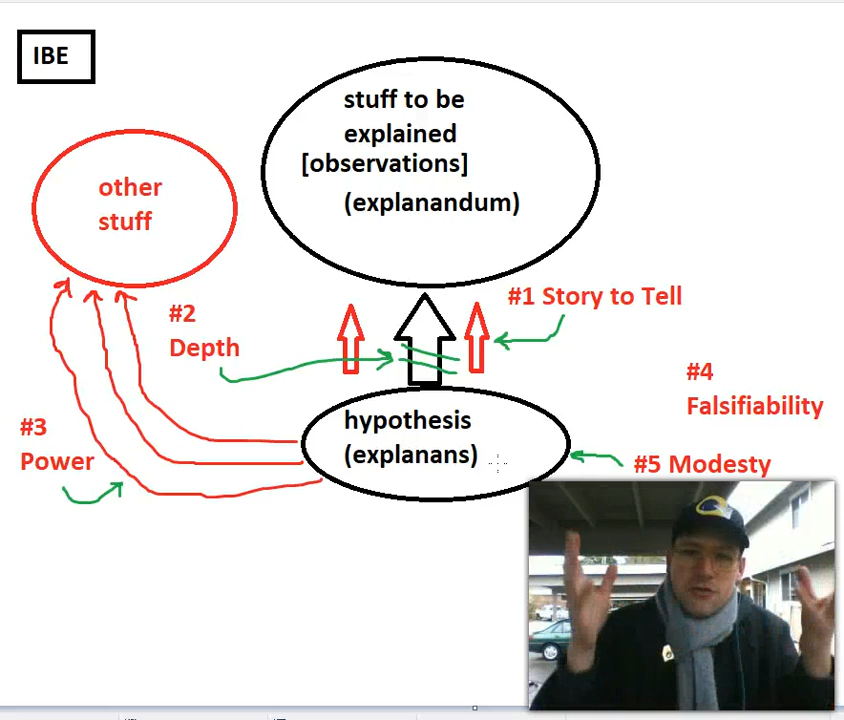 IBE
stuff to be
explained
[observations]
(explanandum)
other
stuff
#1 Story to Tell
#2
Depth
#4
Falsifiability
#3
Power
hypothesis
(explanans)
#5 Modesty